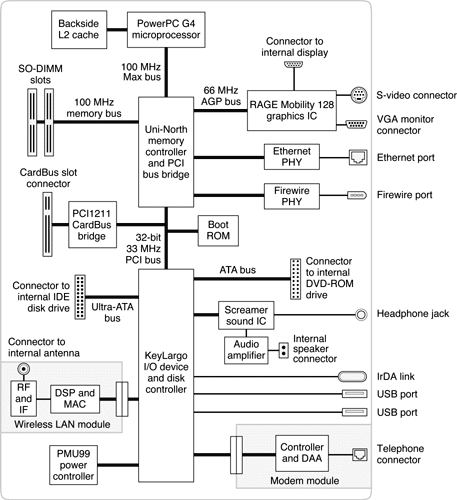 Backside
L2 cache
PowerPC G4
microprocessor
Connector to
internal display
SO-DIMM
slots
100 MHz
Max bus
66 MHz
AGP bus
100 MHz
memory bus
RAGE Mobility 128
graphics IC
S-video connector
VGA monitor
connector
Uni-North
memory
controller
and PCI
bus bridge
Ethernet
PHY
Ethernet port
CardBus slot
connector
Firewire
PHY
Firewire port
PCI1211
CardBus
bridge
Boot
ROM
32-bit
33 MHz
PCI bus
ATA bus
Connector
to internal
DVD-ROM
drive
Connector to
internal IDE
disk drive
Ultra-ATA
bus
Screamer
sound IC
Headphone jack
Audio
amplifier
Internal
speaker
connector
Connector to
internal antenna
KeyLargo
I/O device
and disk
controller
RF
and
IF
DSP and
MAC
Wireless LAN module
IrDA link
USB port
USB port
PMU99
power
controller
Controller
and DAA
Telephone
connector
Modem module